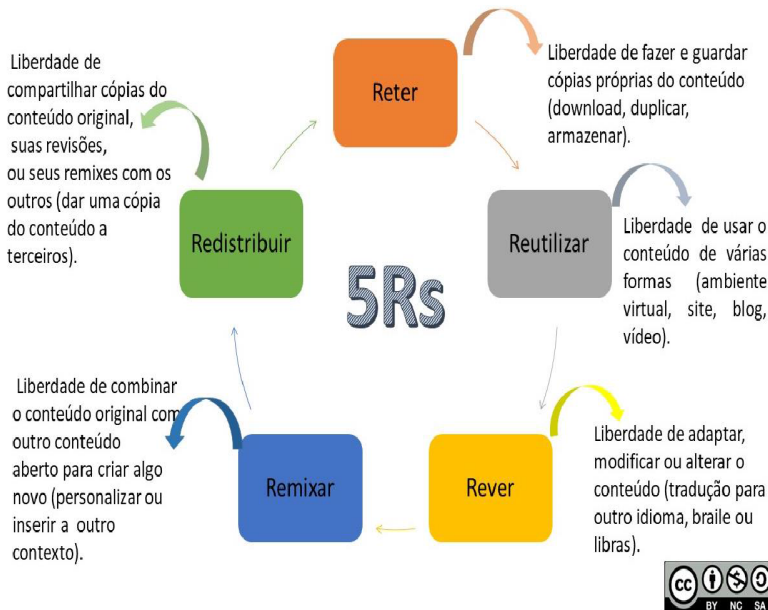 Reter
Liberdade de fazer e guardar
cópias próprias do conteúdo
(download, duplicar,
armazenar).
Reutilizar
Liberdade de usar o
conteúdo de várias
formas (ambiente
virtual, site, blog,
vídeo).
Rever
Liberdade de adaptar,
modificar ou alterar o
conteúdo (tradução para
outro idioma, braile ou
libras).
Remixar
Liberdade de combinar
o conteúdo original com
outro conteúdo
aberto para criar algo
novo (personalizar ou
inserir a outro
contexto).
Redistribuir
Liberdade de
compartilhar cópias do
conteúdo original,
suas revisões,
ou seus remixes com os
outros (dar uma cópia
do conteúdo a
terceiros).
5Rs
cc
BY NC SA